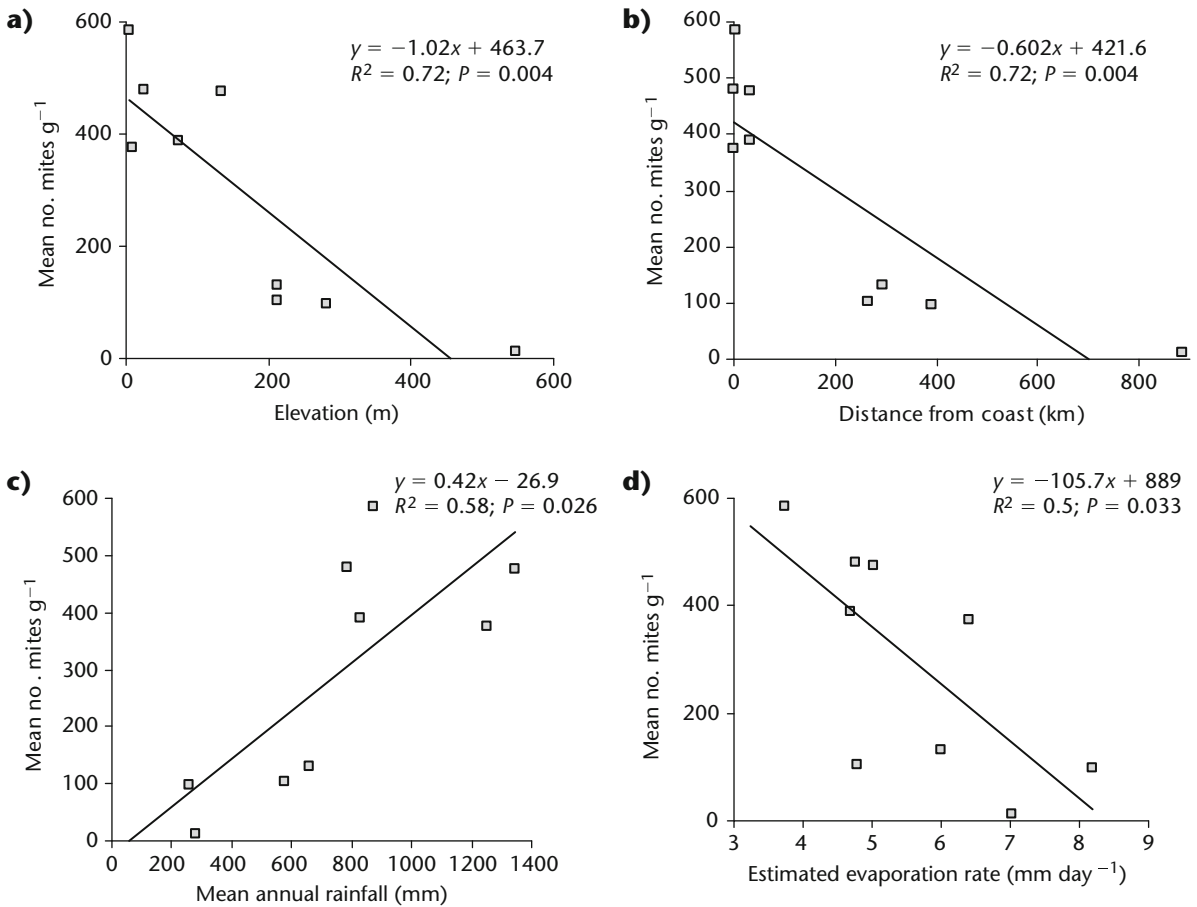 a)
y = −1.02x + 463.7
R² = 0.72; P = 0.004
600
400
200
0
Mean no. mites g⁻¹
0 200 400 600
Elevation (m)
b)
y = −0.602x + 421.6
R² = 0.72; P = 0.004
600
500
400
300
200
100
0
Mean no. mites g⁻¹
0 200 400 600 800
Distance from coast (km)
c)
y = 0.42x − 26.9
R² = 0.58; P = 0.026
600
500
400
300
200
100
0
Mean no. mites g⁻¹
0 200 400 600 800 1000 1200 1400
Mean annual rainfall (mm)
d)
y = −105.7x + 889
R² = 0.5; P = 0.033
600
400
200
0
Mean no. mites g⁻¹
3 4 5 6 7 8 9
Estimated evaporation rate (mm day⁻¹)